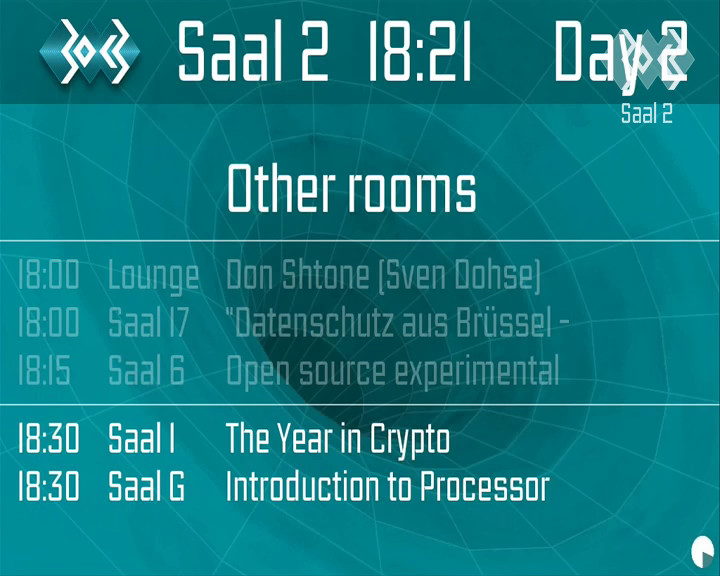 Saal 2 18:21 Day 2
Saal 2
Other rooms
18:00 Lounge Don Shtone (Sven Dohse)
18:00 Saal 17 "Datenschutz aus Brüssel -
18:15 Saal 6 Open source experimental
18:30 Saal 1 The Year in Crypto
18:30 Saal G Introduction to Processor